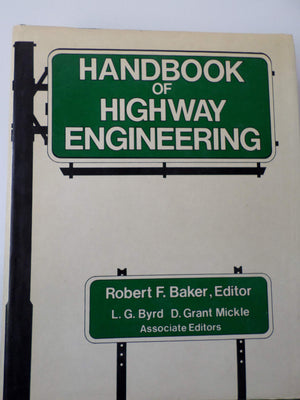 HANDBOOK
OF
HIGHWAY
ENGINEERING
Robert F. Baker, Editor
L. G. Byrd D. Grant Mickle
Associate Editors